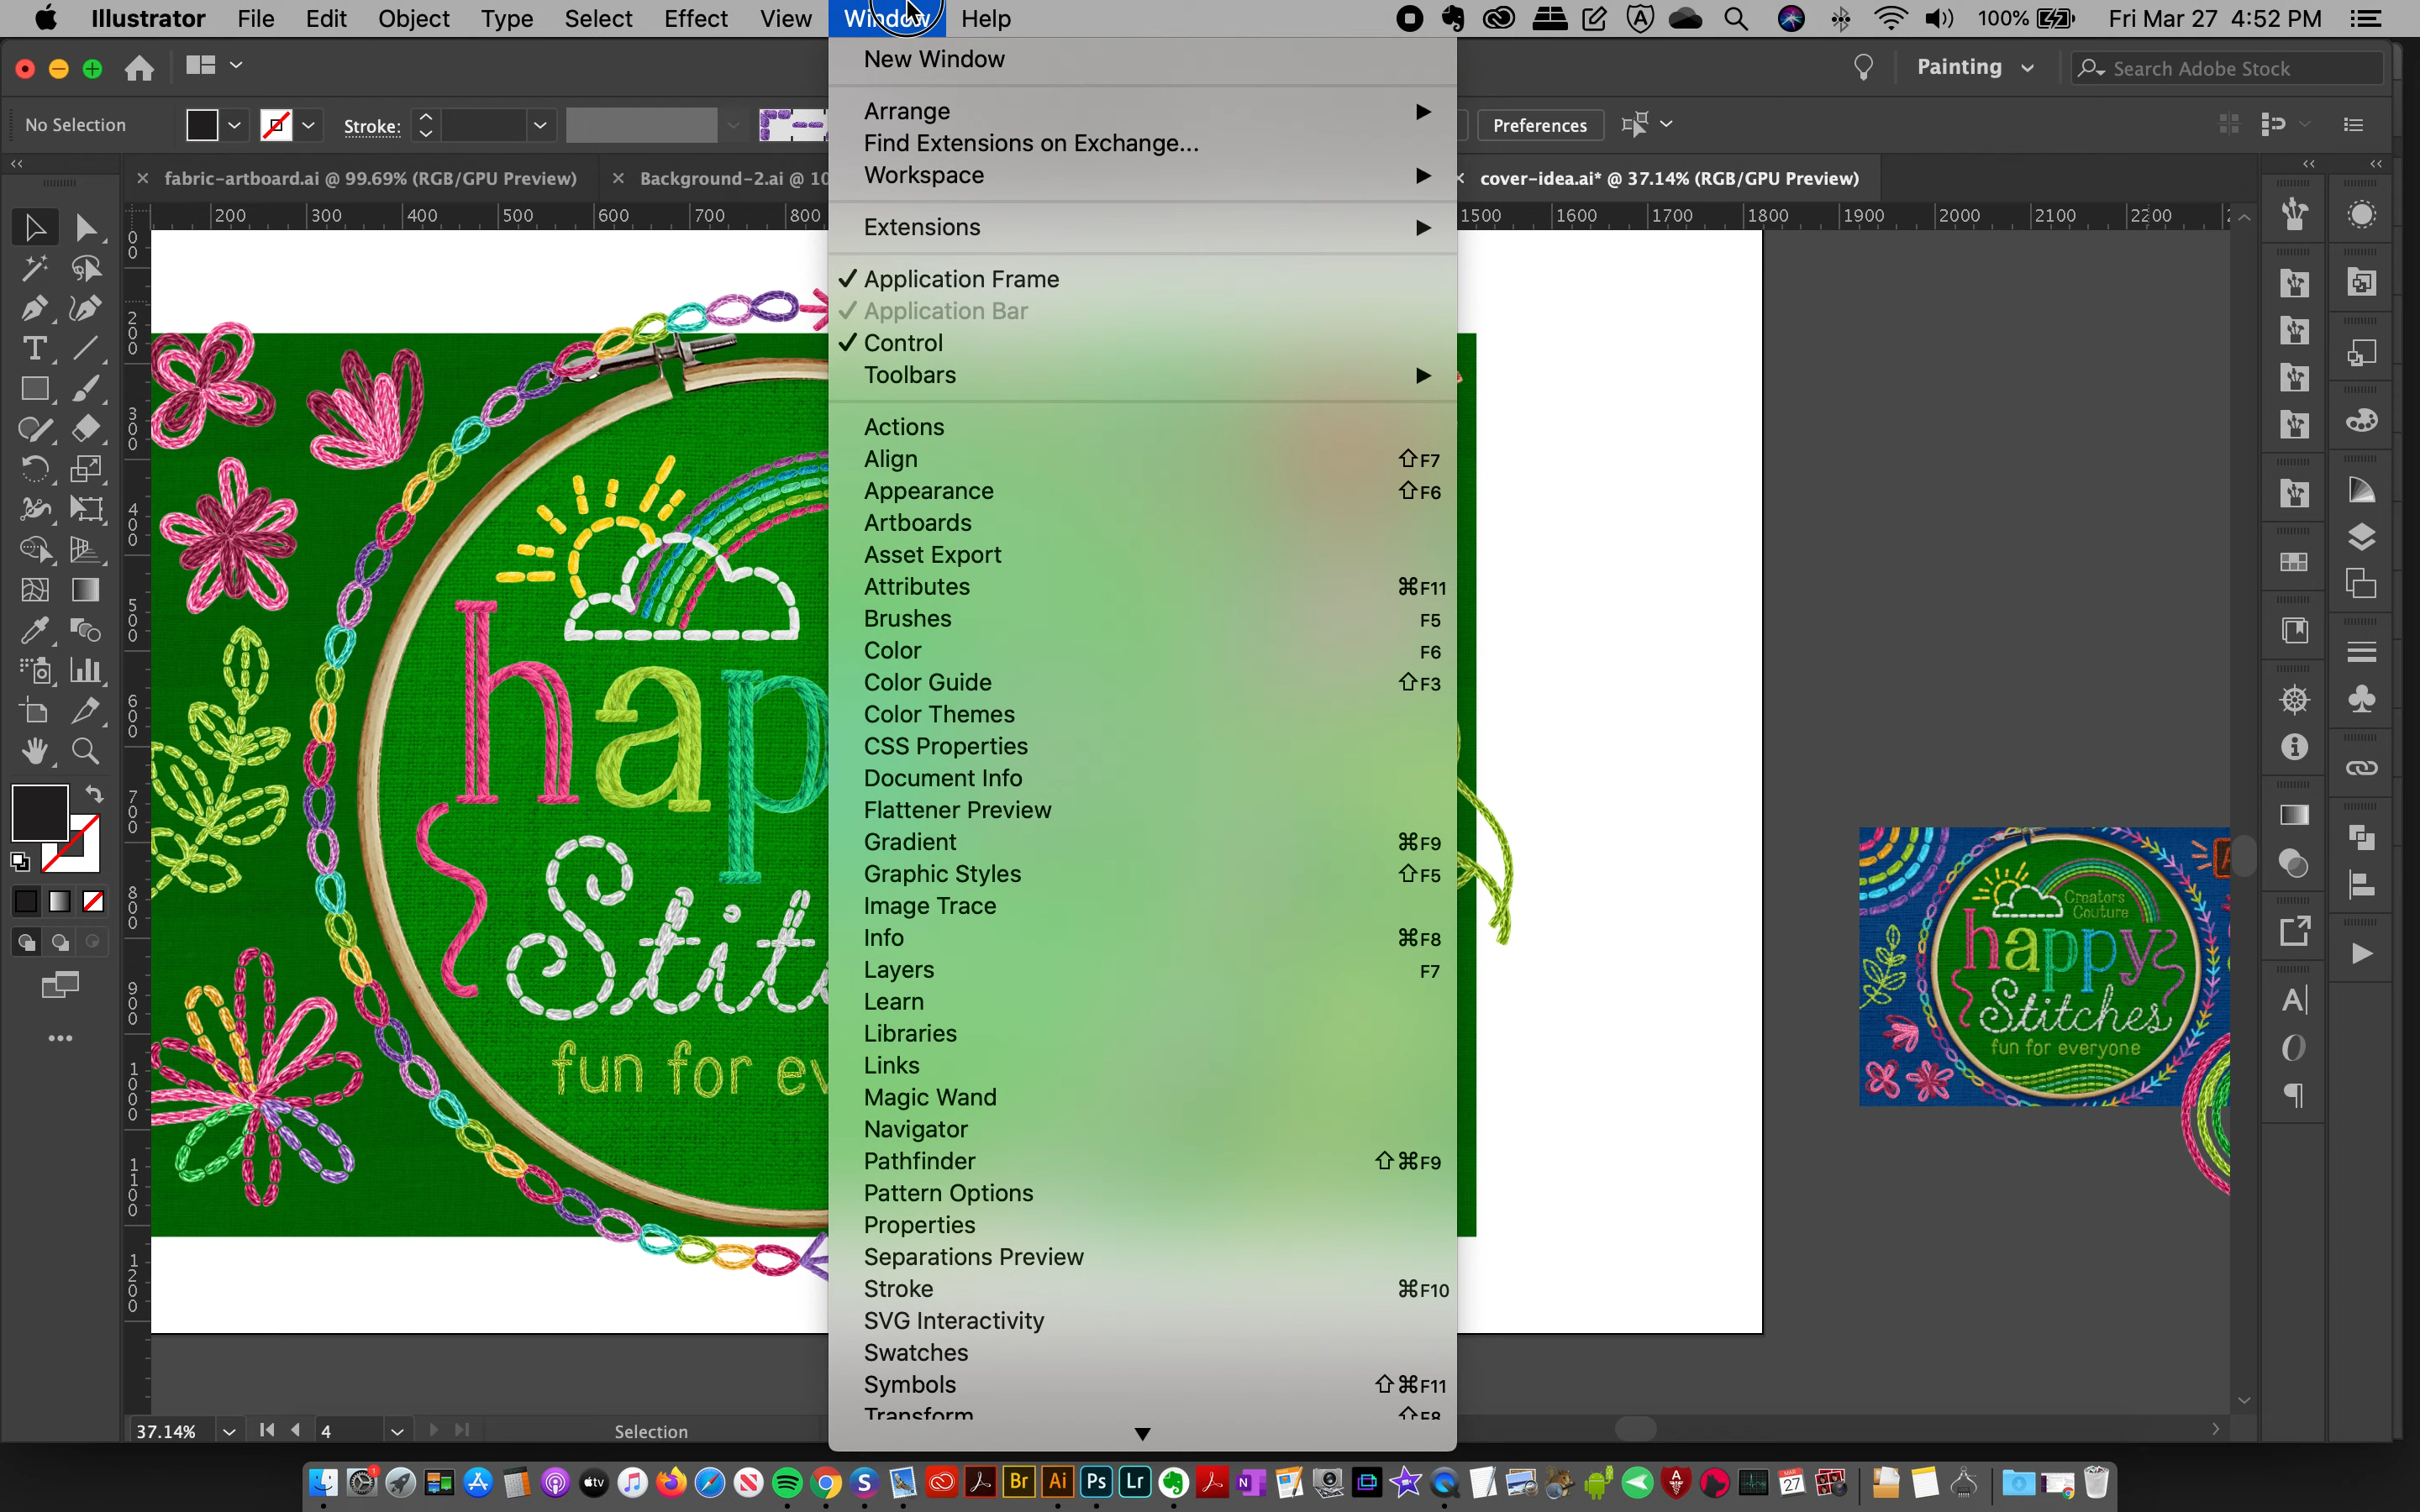 Illustrator File Edit Object Type Select Effect View Window Help
100% Fri Mar 27 4:52 PM
Painting
Search Adobe Stock
No Selection
Stroke:
Preferences
fabric-artboard.ai @ 99.69% (RGB/GPU Preview)
Background-2.ai @ 10
cover-idea.ai* @ 37.14% (RGB/GPU Preview)
200 300 400 500 600 700 800 1500 1600 1700 1800 1900 2000 2100 2200
New Window
Arrange
Find Extensions on Exchange...
Workspace
Extensions
Application Frame
Application Bar
Control
Toolbars
Actions
Align ⇧F7
Appearance ⇧F6
Artboards
Asset Export
Attributes ⌘F11
Brushes F5
Color F6
Color Guide ⇧F3
Color Themes
CSS Properties
Document Info
Flattener Preview
Gradient ⌘F9
Graphic Styles ⇧F5
Image Trace
Info ⌘F8
Layers F7
Learn
Libraries
Links
Magic Wand
Navigator
Pathfinder ⇧⌘F9
Pattern Options
Properties
Separations Preview
Stroke ⌘F10
SVG Interactivity
Swatches
Symbols ⇧⌘F11
Transform ⇧F8
0
200
300
400
500
600
700
800
900
1000
1100
1200
hap
Stitc
fun for ev
Creators
Couture
happy
Stitches
fun for everyone
37.14% 4 Selection
tv Br Ai Ps Lr N
MAR
27